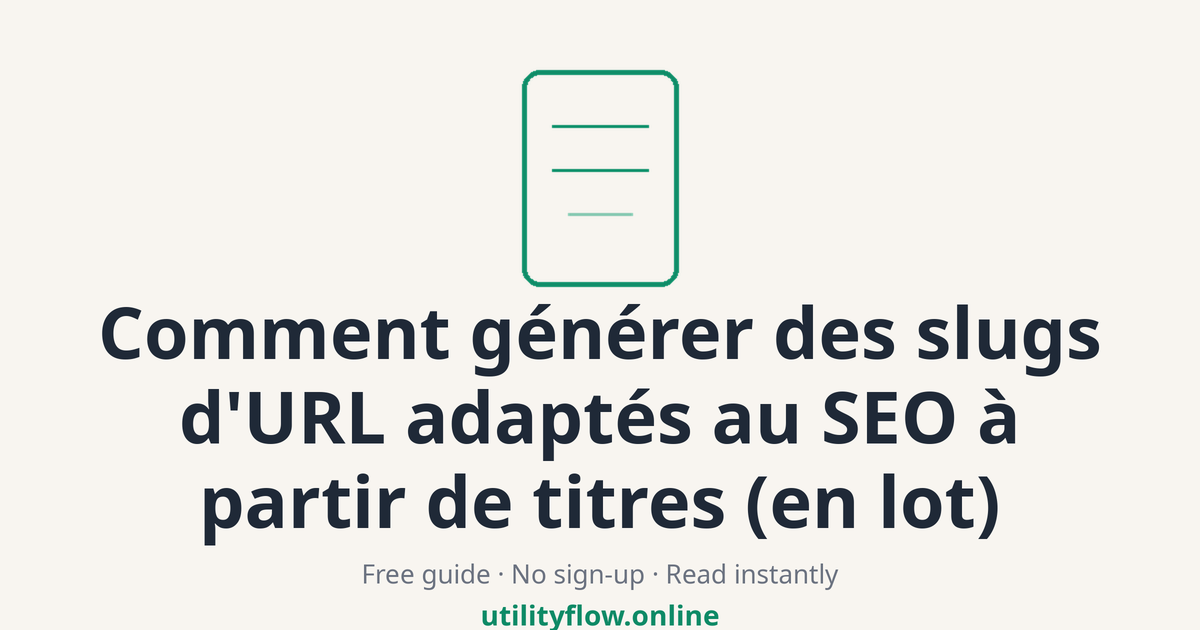 Comment générer des slugs
d'URL adaptés au SEO à
partir de titres (en lot)
Free guide · No sign-up · Read instantly
utilityflow.online